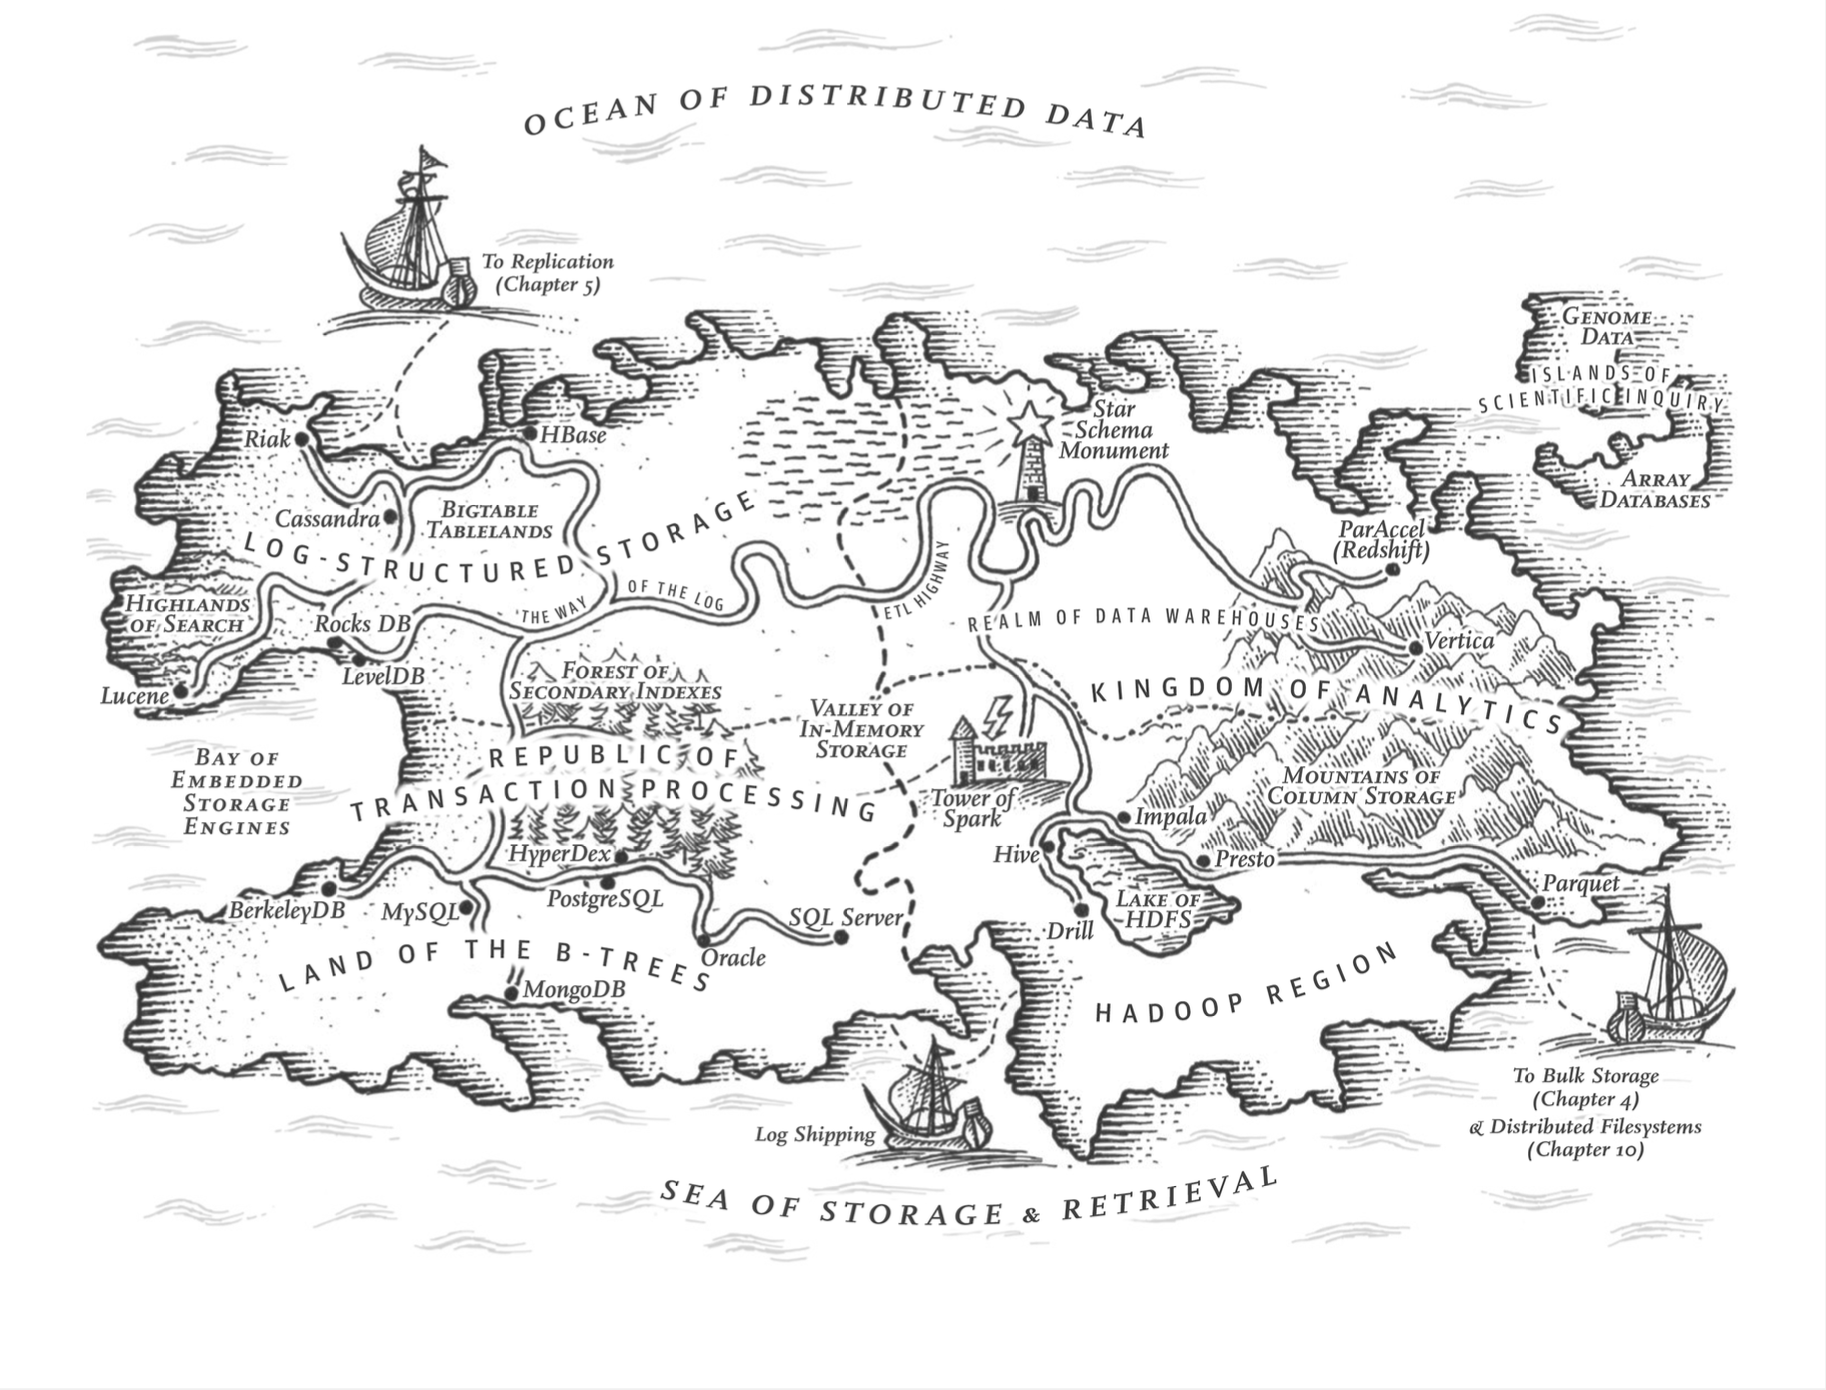 OCEAN OF DISTRIBUTED DATA
To Replication
(Chapter 5)
GENOME
DATA
ISLANDS OF
SCIENTIFIC INQUIRY
ARRAY
DATABASES
Riak
HBase
Star
Schema
Monument
Cassandra
BIGTABLE
TABLELANDS
LOG-STRUCTURED STORAGE
ParAccel
(Redshift)
HIGHLANDS
OF SEARCH
Rocks DB
THE WAY
OF THE LOG
ETL HIGHWAY
REALM OF DATA WAREHOUSES
Vertica
LevelDB
Lucene
FOREST OF
SECONDARY INDEXES
VALLEY OF
IN-MEMORY
STORAGE
KINGDOM OF ANALYTICS
BAY OF
EMBEDDED
STORAGE
ENGINES
REPUBLIC OF
TRANSACTION PROCESSING
Tower of
Spark
MOUNTAINS OF
COLUMN STORAGE
Impala
HyperDex
Hive
Presto
BerkeleyDB
MySQL
PostgreSQL
SQL Server
LAKE OF
HDFS
Parquet
Drill
LAND OF THE B-TREES
Oracle
MongoDB
HADOOP REGION
Log Shipping
To Bulk Storage
(Chapter 4)
& Distributed Filesystems
(Chapter 10)
SEA OF STORAGE & RETRIEVAL